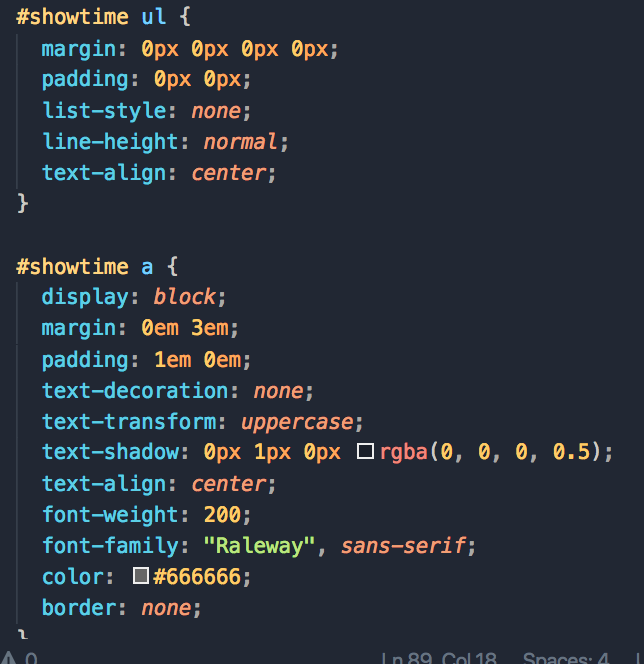 #showtime ul {
margin: 0px 0px 0px 0px;
padding: 0px 0px;
list-style: none;
line-height: normal;
text-align: center;
}
#showtime a {
display: block;
margin: 0em 3em;
padding: 1em 0em;
text-decoration: none;
text-transform: uppercase;
text-shadow: 0px 1px 0px rgba(0, 0, 0, 0.5);
text-align: center;
font-weight: 200;
font-family: "Raleway", sans-serif;
color: #666666;
border: none;
}
0 Ln 89, Col 18 Spaces: 4